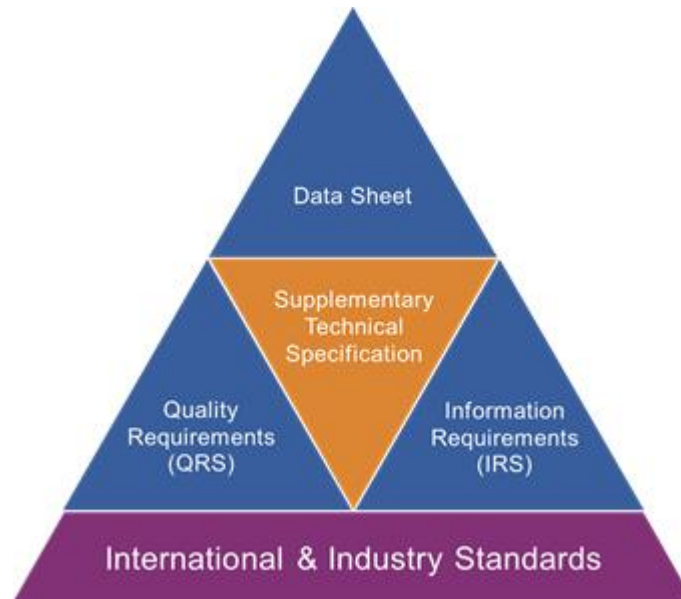 Data Sheet
Supplementary
Technical
Specification
Quality
Requirements
(QRS)
Information
Requirements
(IRS)
International & Industry Standards